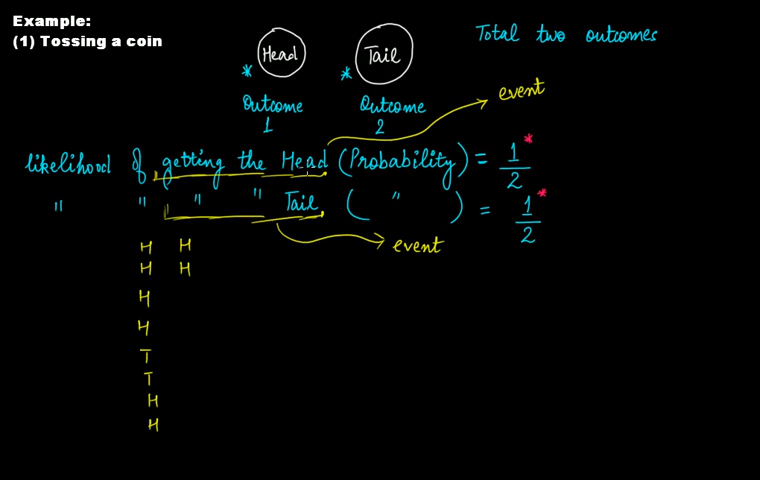 Example:
(1) Tossing a coin
Total two outcomes
Head Tail
* *
Outcome Outcome
1 2
event
likelihood of getting the Head (Probability) = 1/2 *
" " " " Tail ( " ) = 1/2 *
event
H H
H H
H
H
T
T
H
H